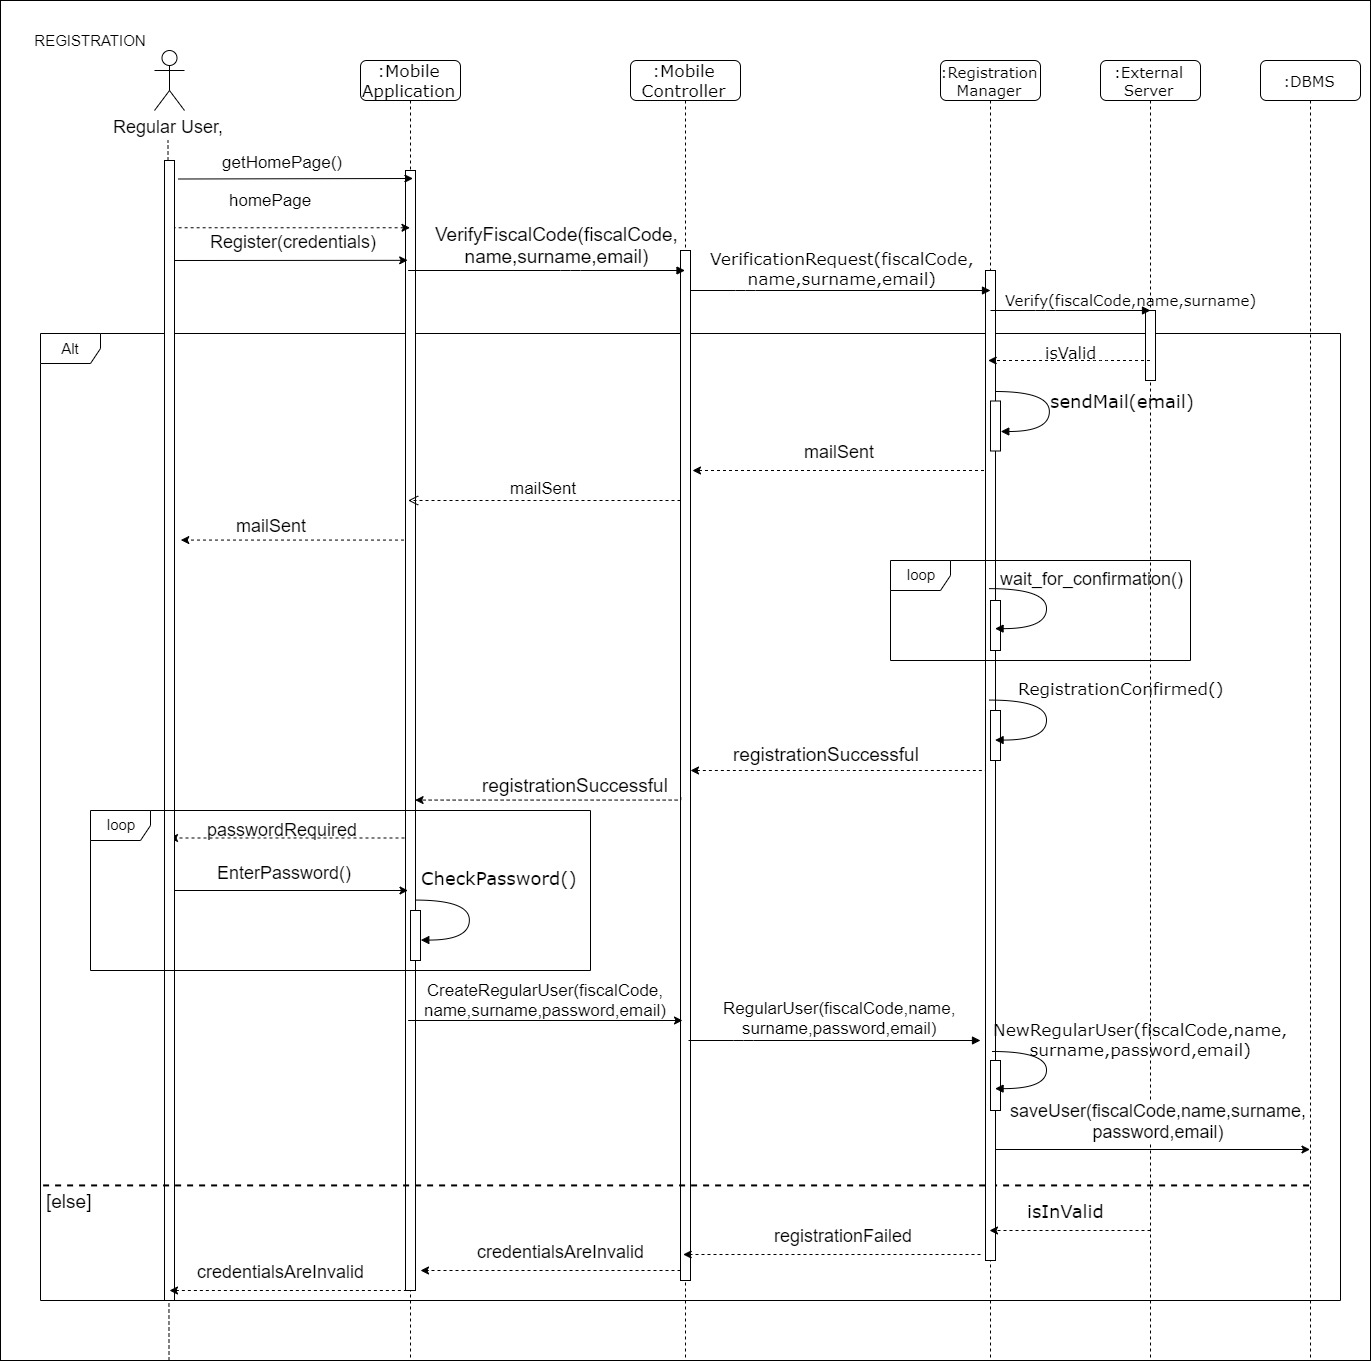 REGISTRATION
Regular User,
:Mobile
Application
:Mobile
Controller
:Registration
Manager
:External
Server
:DBMS
getHomePage()
homePage
Register(credentials)
VerifyFiscalCode(fiscalCode,
name,surname,email)
VerificationRequest(fiscalCode,
name,surname,email)
Verify(fiscalCode,name,surname)
Alt
isValid
sendMail(email)
mailSent
mailSent
mailSent
loop
wait_for_confirmation()
RegistrationConfirmed()
registrationSuccessful
registrationSuccessful
loop
passwordRequired
EnterPassword()
CheckPassword()
CreateRegularUser(fiscalCode,
name,surname,password,email)
RegularUser(fiscalCode,name,
surname,password,email)
NewRegularUser(fiscalCode,name,
surname,password,email)
saveUser(fiscalCode,name,surname,
password,email)
[else]
isInValid
registrationFailed
credentialsAreInvalid
credentialsAreInvalid